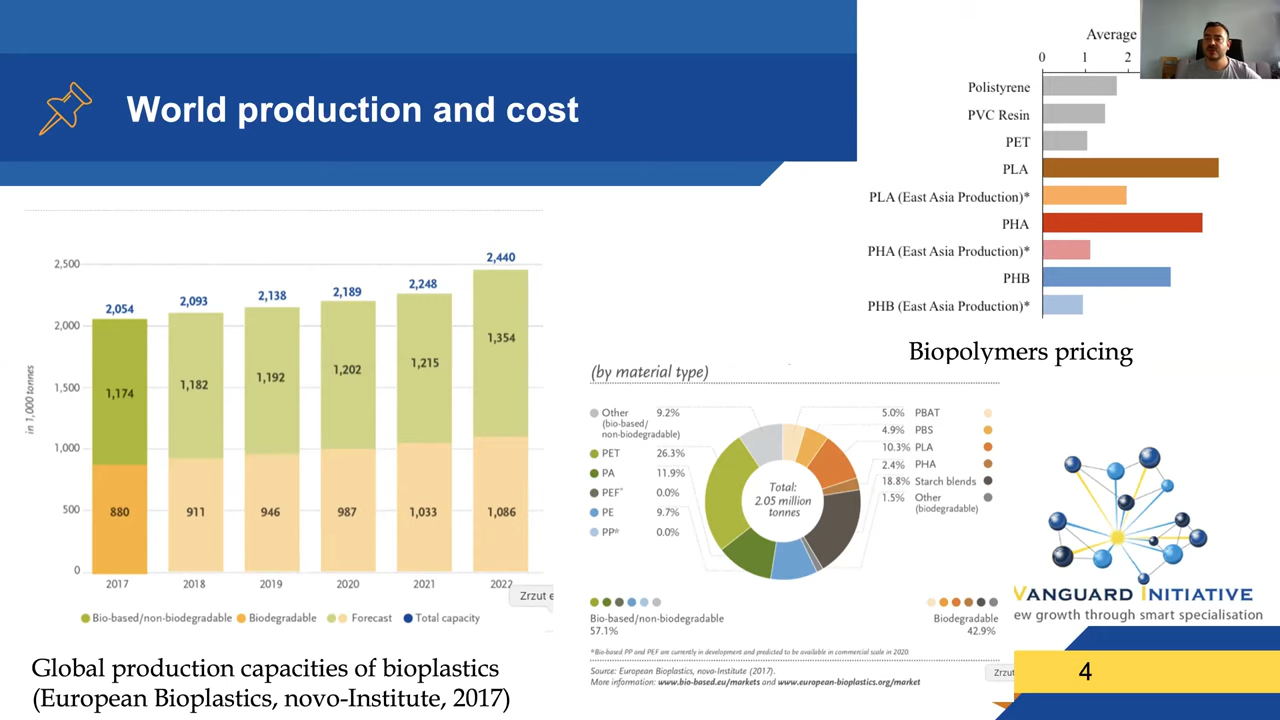 World production and cost
Average
0 1 2
Polistyrene
PVC Resin
PET
PLA
PLA (East Asia Production)*
PHA
PHA (East Asia Production)*
PHB
PHB (East Asia Production)*
Biopolymers pricing
in 1,000 tonnes
2,500
2,000
1,500
1,000
500
0
2,054
2,093
2,138
2,189
2,248
2,440
1,174
1,182
1,192
1,202
1,215
1,354
880
911
946
987
1,033
1,086
2017 2018 2019 2020 2021 2022
Zrzut e
Bio-based/non-biodegradable Biodegradable Forecast Total capacity
Global production capacities of bioplastics
(European Bioplastics, novo-Institute, 2017)
(by material type)
Other 9.2%
(bio-based/
non-biodegradable)
PET 26.3%
PA 11.9%
PEF* 0.0%
PE 9.7%
PP* 0.0%
Total:
2.05 million
tonnes
5.0% PBAT
4.9% PBS
10.3% PLA
2.4% PHA
18.8% Starch blends
1.5% Other
(biodegradable)
Bio-based/non-biodegradable
57.1%
Biodegradable
42.9%
*Bio-based PP and PEF are currently in development and predicted to be available in commercial scale in 2020.
Source: European Bioplastics, nova-Institute (2017).
More information: www.bio-based.eu/markets and www.european-bioplastics.org/market
Zrzut
VANGUARD INITIATIVE
ew growth through smart specialisation
4